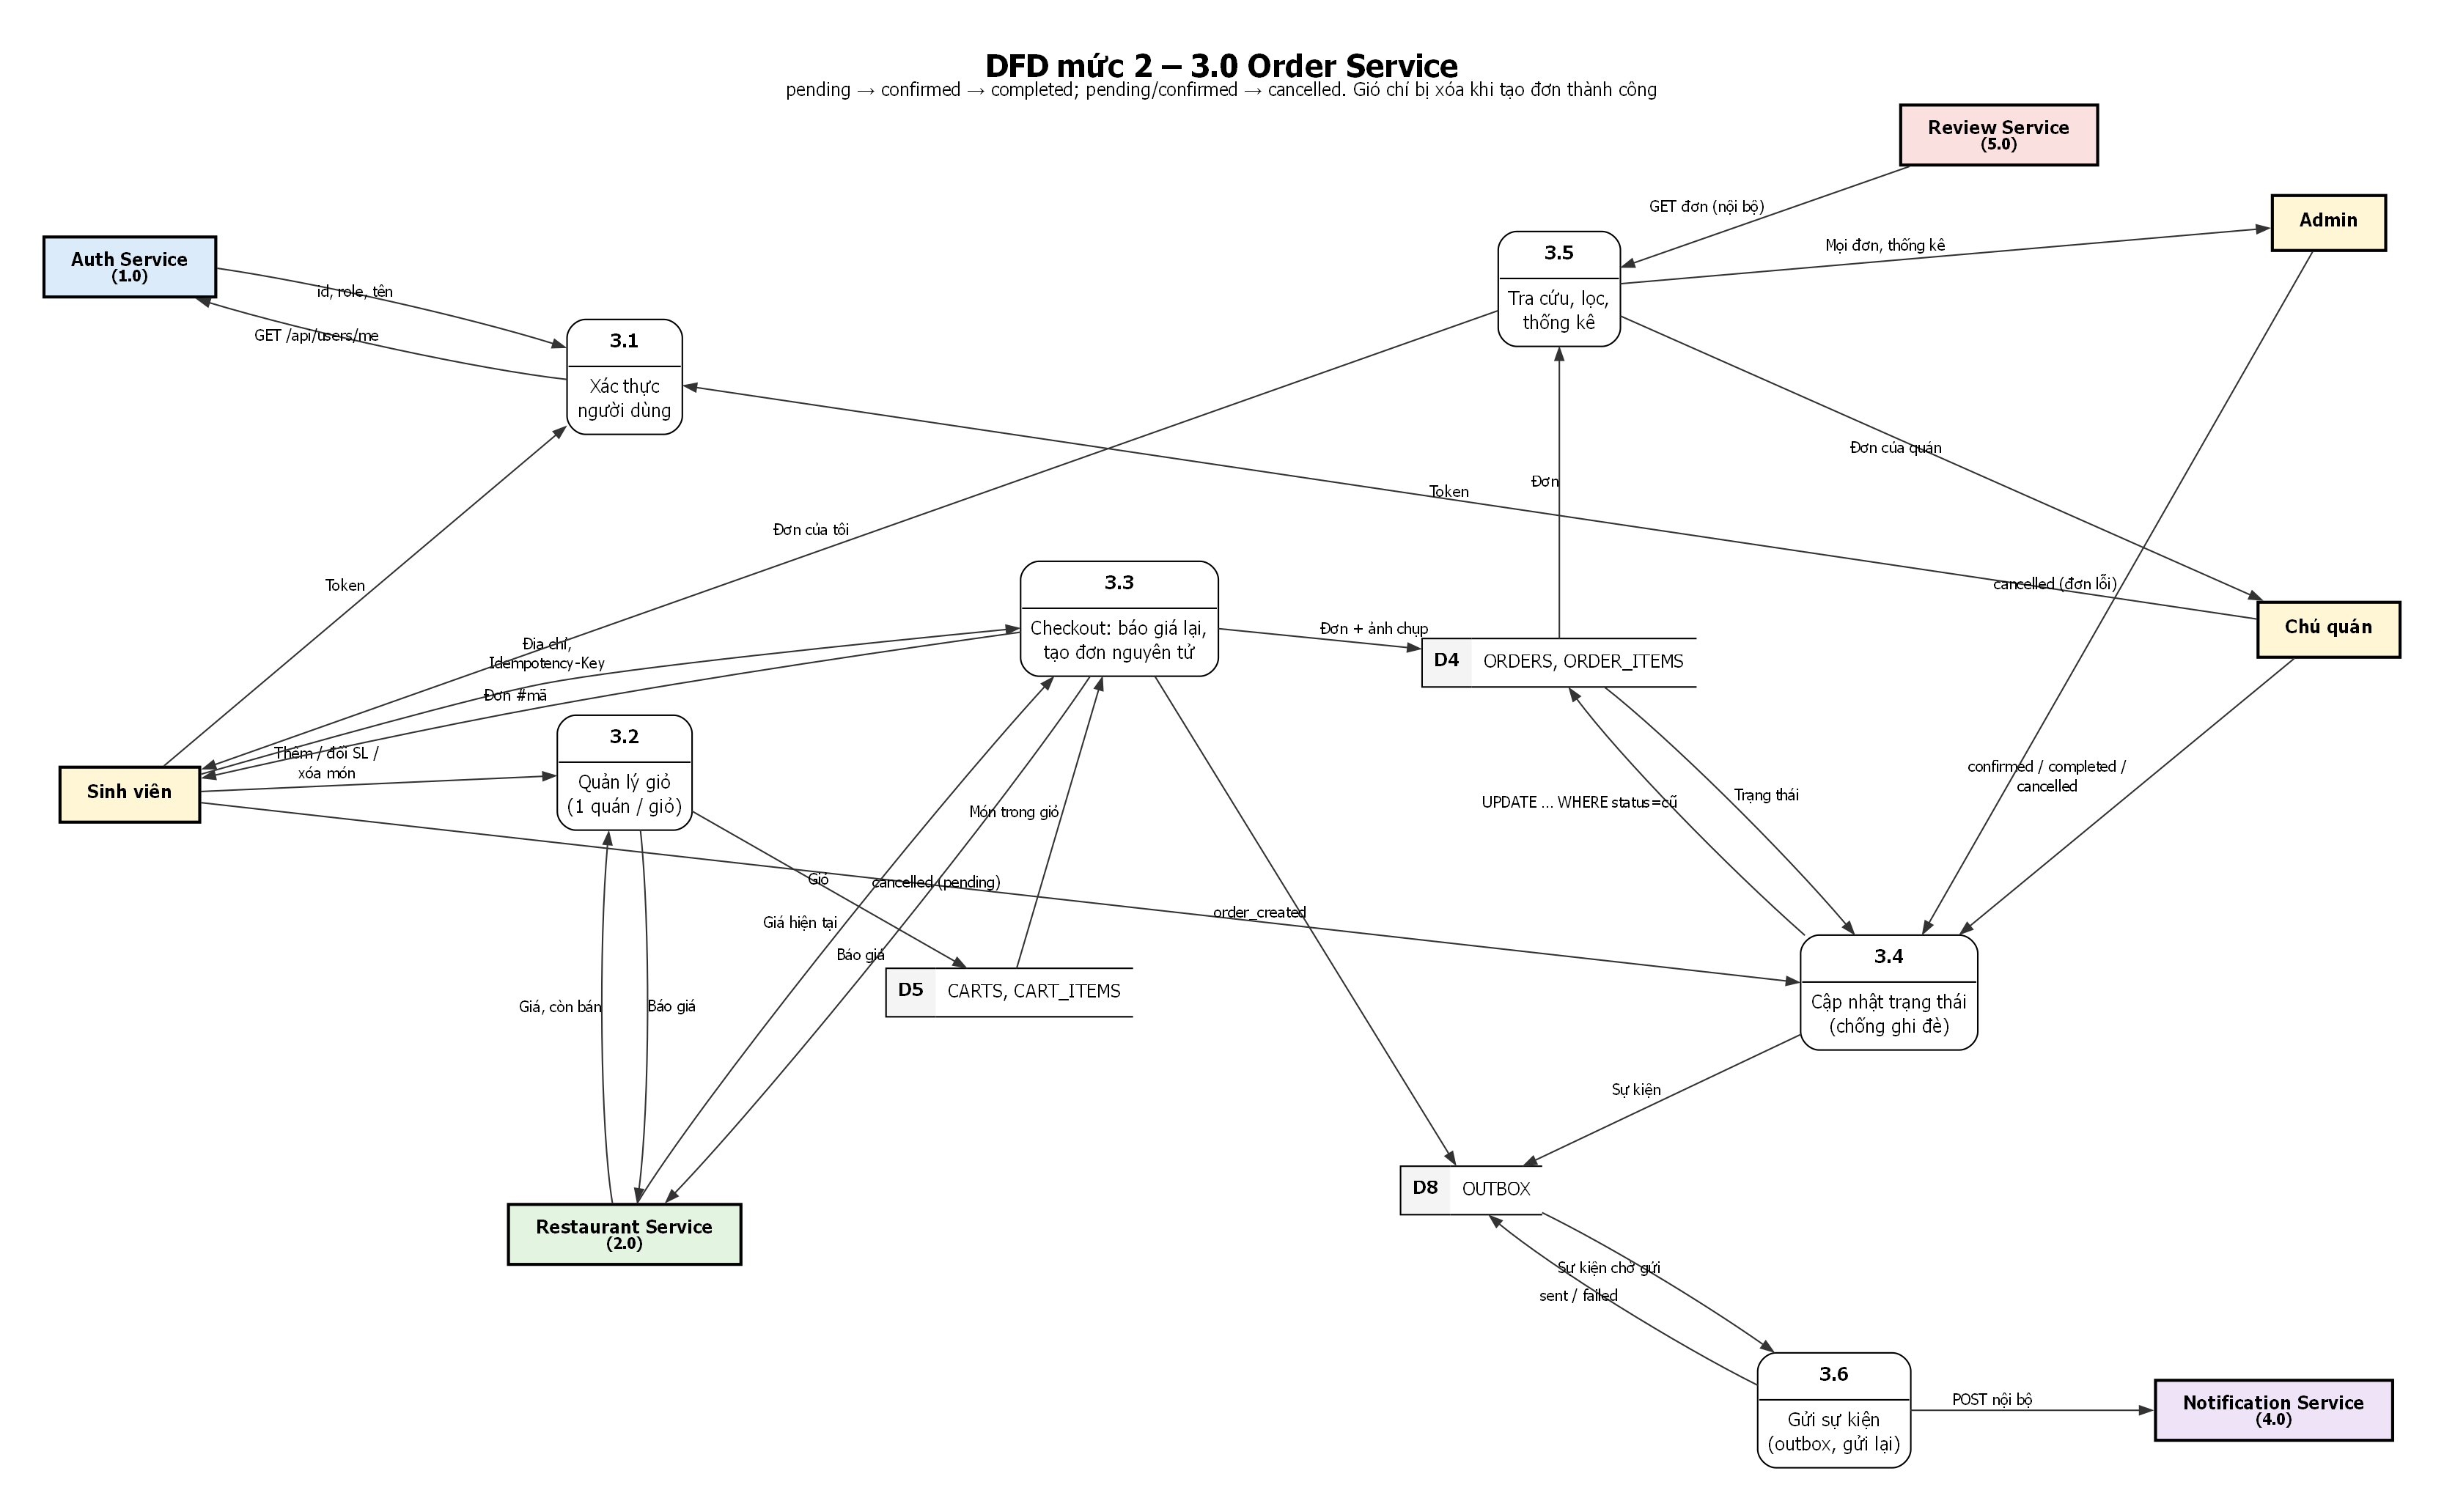 DFD mức 2 – 3.0 Order Service
pending → confirmed → completed; pending/confirmed → cancelled. Giỏ chỉ bị xóa khi tạo đơn thành công
Review Service
(5.0)
GET đơn (nội bộ)
Admin
Mọi đơn, thống kê
Auth Service
(1.0)
id, role, tên
GET /api/users/me
3.1
Xác thực
người dùng
3.5
Tra cứu, lọc,
thống kê
Đơn của quán
Token
Đơn
Đơn của tôi
Token
cancelled (đơn lỗi)
3.3
Checkout: báo giá lại,
tạo đơn nguyên tử
Đơn + ảnh chụp
D4
ORDERS, ORDER_ITEMS
Chủ quán
Địa chỉ,
Idempotency-Key
Đơn #mã
3.2
Quản lý giỏ
(1 quán / giỏ)
Thêm / đổi SL /
xóa món
Sinh viên
confirmed / completed /
cancelled
UPDATE ... WHERE status=cũ
Trạng thái
Món trong giỏ
Giỏ
cancelled (pending)
order_created
Giá hiện tại
Báo giá
3.4
Cập nhật trạng thái
(chống ghi đè)
D5
CARTS, CART_ITEMS
Giá, còn bán
Báo giá
Sự kiện
D8
OUTBOX
Restaurant Service
(2.0)
Sự kiện chờ gửi
sent / failed
3.6
Gửi sự kiện
(outbox, gửi lại)
POST nội bộ
Notification Service
(4.0)